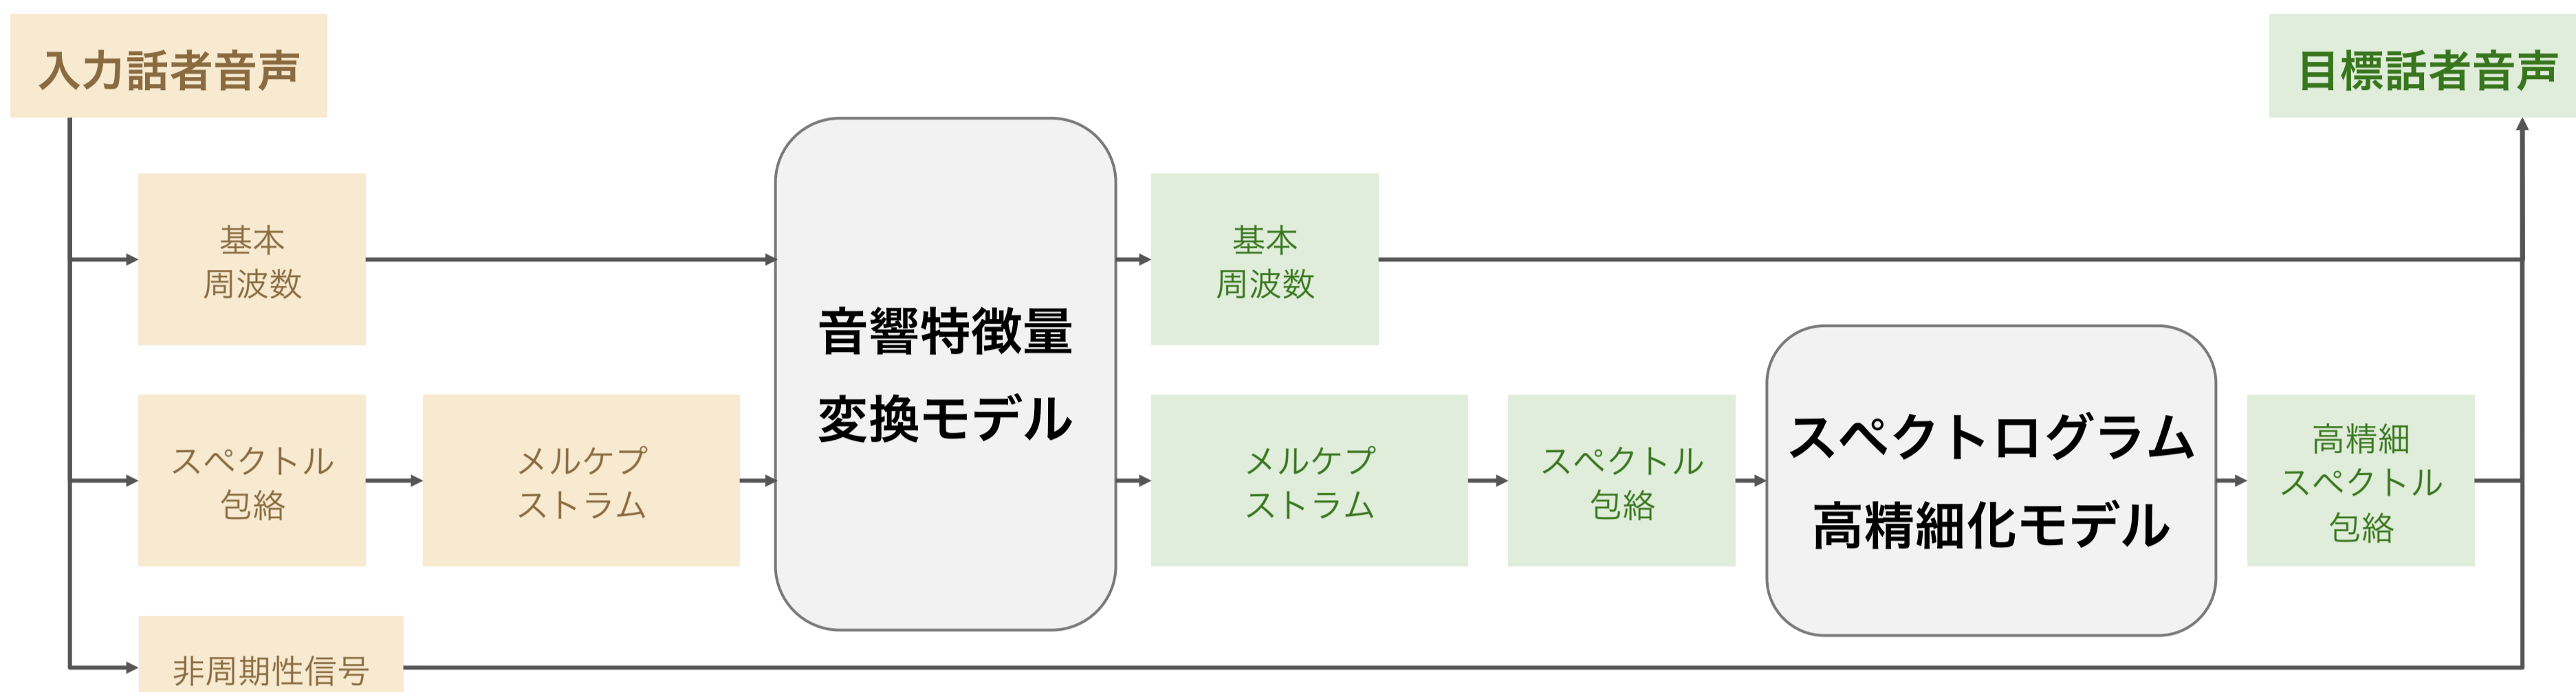 入力話者音声
目標話者音声
基本
周波数
音響特徴量
変換モデル
基本
周波数
スペクトル
包絡
メルケプ
ストラム
メルケプ
ストラム
スペクトル
包絡
スペクトログラム
高精細化モデル
高精細
スペクトル
包絡
非周期性信号